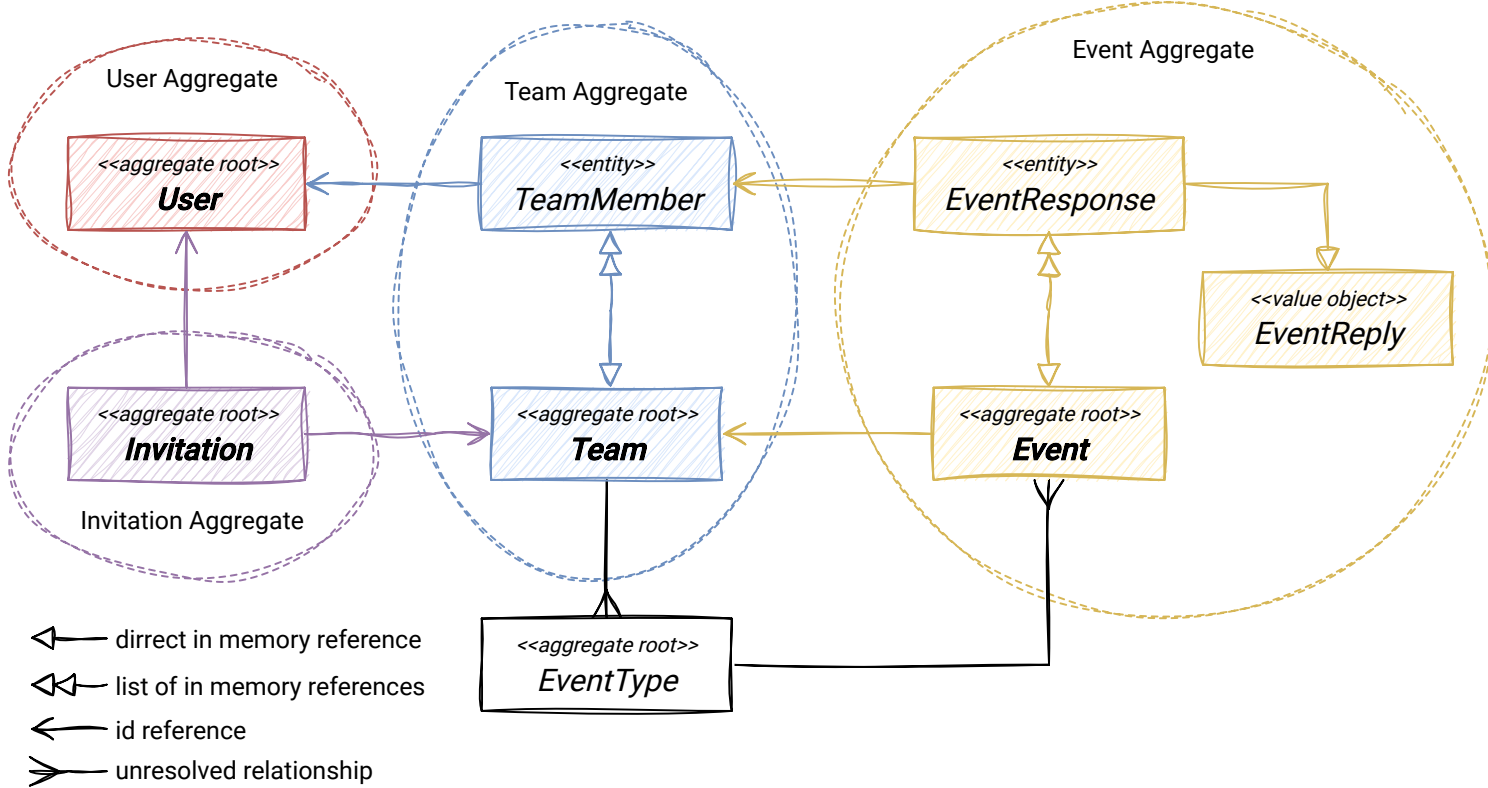 User Aggregate
Team Aggregate
Event Aggregate
<<aggregate root>>
User
<<entity>>
TeamMember
<<entity>>
EventResponse
<<value object>>
EventReply
<<aggregate root>>
Invitation
<<aggregate root>>
Team
<<aggregate root>>
Event
Invitation Aggregate
<<aggregate root>>
EventType
dirrect in memory reference
list of in memory references
id reference
unresolved relationship